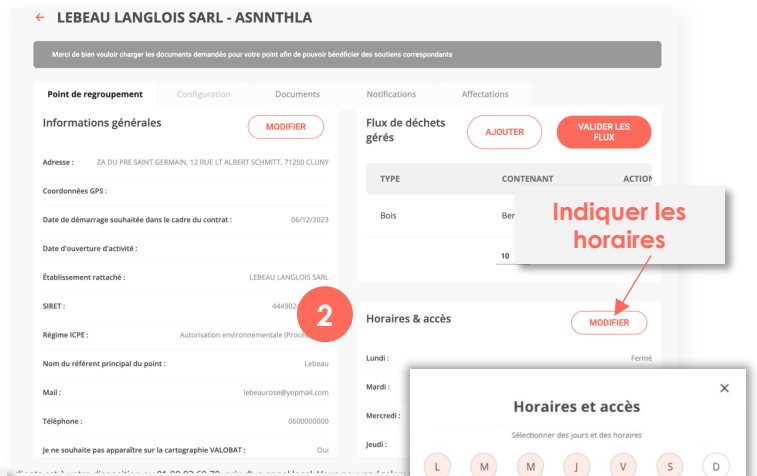 ← LEBEAU LANGLOIS SARL - ASNNTHLA
Merci de bien vouloir charger les documents demandés pour votre point afin de pouvoir bénéficier des soutiens correspondants
Point de regroupement Configuration Documents Notifications Affectations
Informations générales MODIFIER
Adresse : ZA DU PRE SAINT GERMAIN, 12 RUE LT ALBERT SCHMITT, 71250 CLUNY
Coordonnées GPS :
Date de démarrage souhaitée dans le cadre du contrat : 06/12/2023
Date d'ouverture d'activité :
Établissement rattaché : LEBEAU LANGLOIS SARL
SIRET : 444902
Régime ICPE : Autorisation environnementale
Nom du référent principal du point : Lebeau
Mail : lebeaurose@yopmail.com
Téléphone : 0600000000
Je ne souhaite pas apparaître sur la cartographie VALOBAT : Oui
2
Flux de déchets gérés AJOUTER VALIDER LES FLUX
TYPE CONTENANT ACTION
Bois Ber
10
Indiquer les
horaires
Horaires & accès MODIFIER
Lundi : Fermé
Mardi :
Mercredi :
Jeudi :
×
Horaires et accès
Sélectionner des jours et des horaires
L M M J V S D